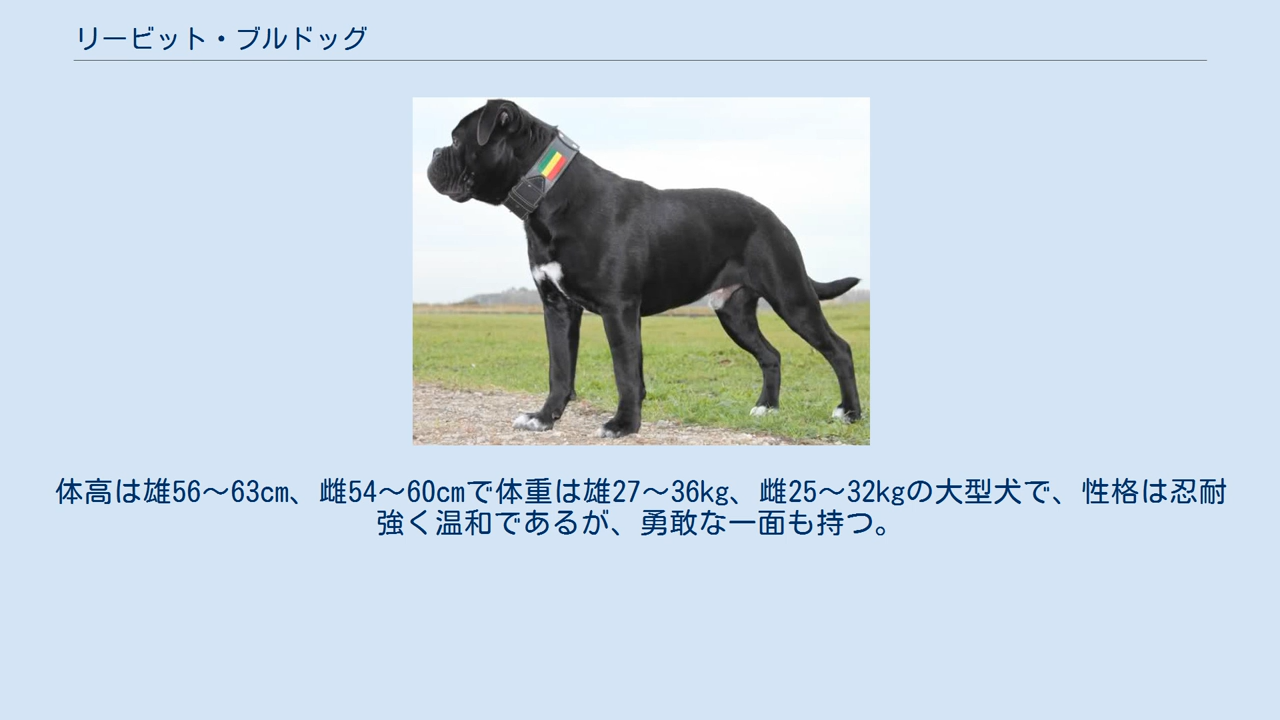 リービット・ブルドッグ
体高は雄56～63cm、雌54～60cmで体重は雄27～36kg、雌25～32kgの大型犬で、性格は忍耐
強く温和であるが、勇敢な一面も持つ。